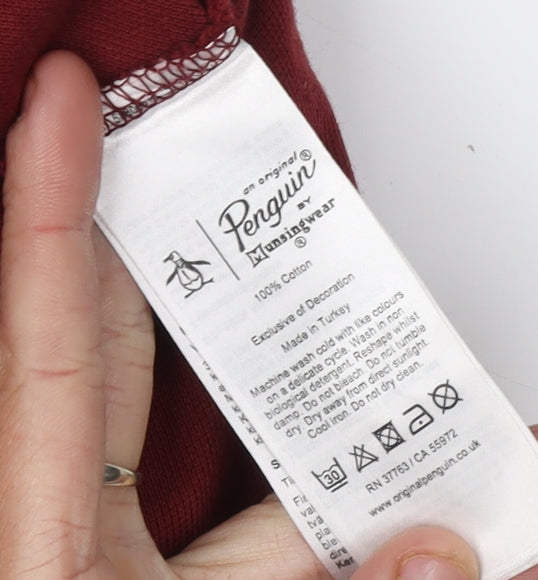 an original®
Penguin
BY
Munsingwear
®
100% Cotton
Exclusive of Decoration
Made in Turkey
Machine wash cold with like colours
on a delicate cycle. Wash in non
biological detergent. Reshape whilst
damp. Do not bleach. Do not tumble
dry. Dry away from direct sunlight.
Cool iron. Do not dry clean.
30
RN 37763 / CA 55972
www.originalpenguin.co.uk